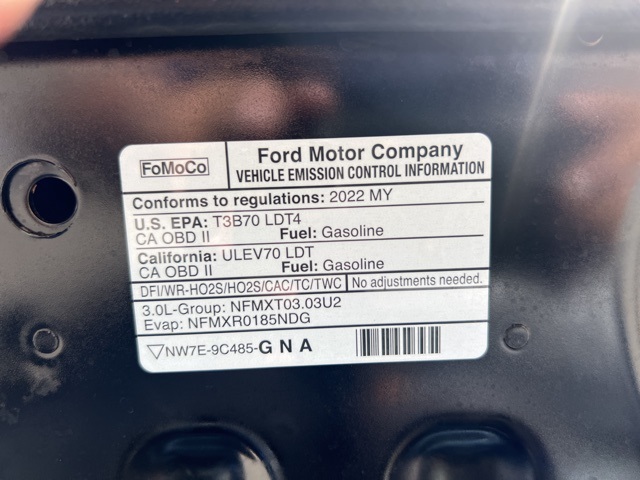 FoMoCo
Ford Motor Company
VEHICLE EMISSION CONTROL INFORMATION
Conforms to regulations: 2022 MY
U.S. EPA: T3B70 LDT4
CA OBD II Fuel: Gasoline
California: ULEV70 LDT
CA OBD II Fuel: Gasoline
DFI/WR-HO2S/HO2S/CAC/TC/TWC No adjustments needed.
3.0L-Group: NFMXT03.03U2
Evap: NFMXR0185NDG
NW7E-9C485-G N A